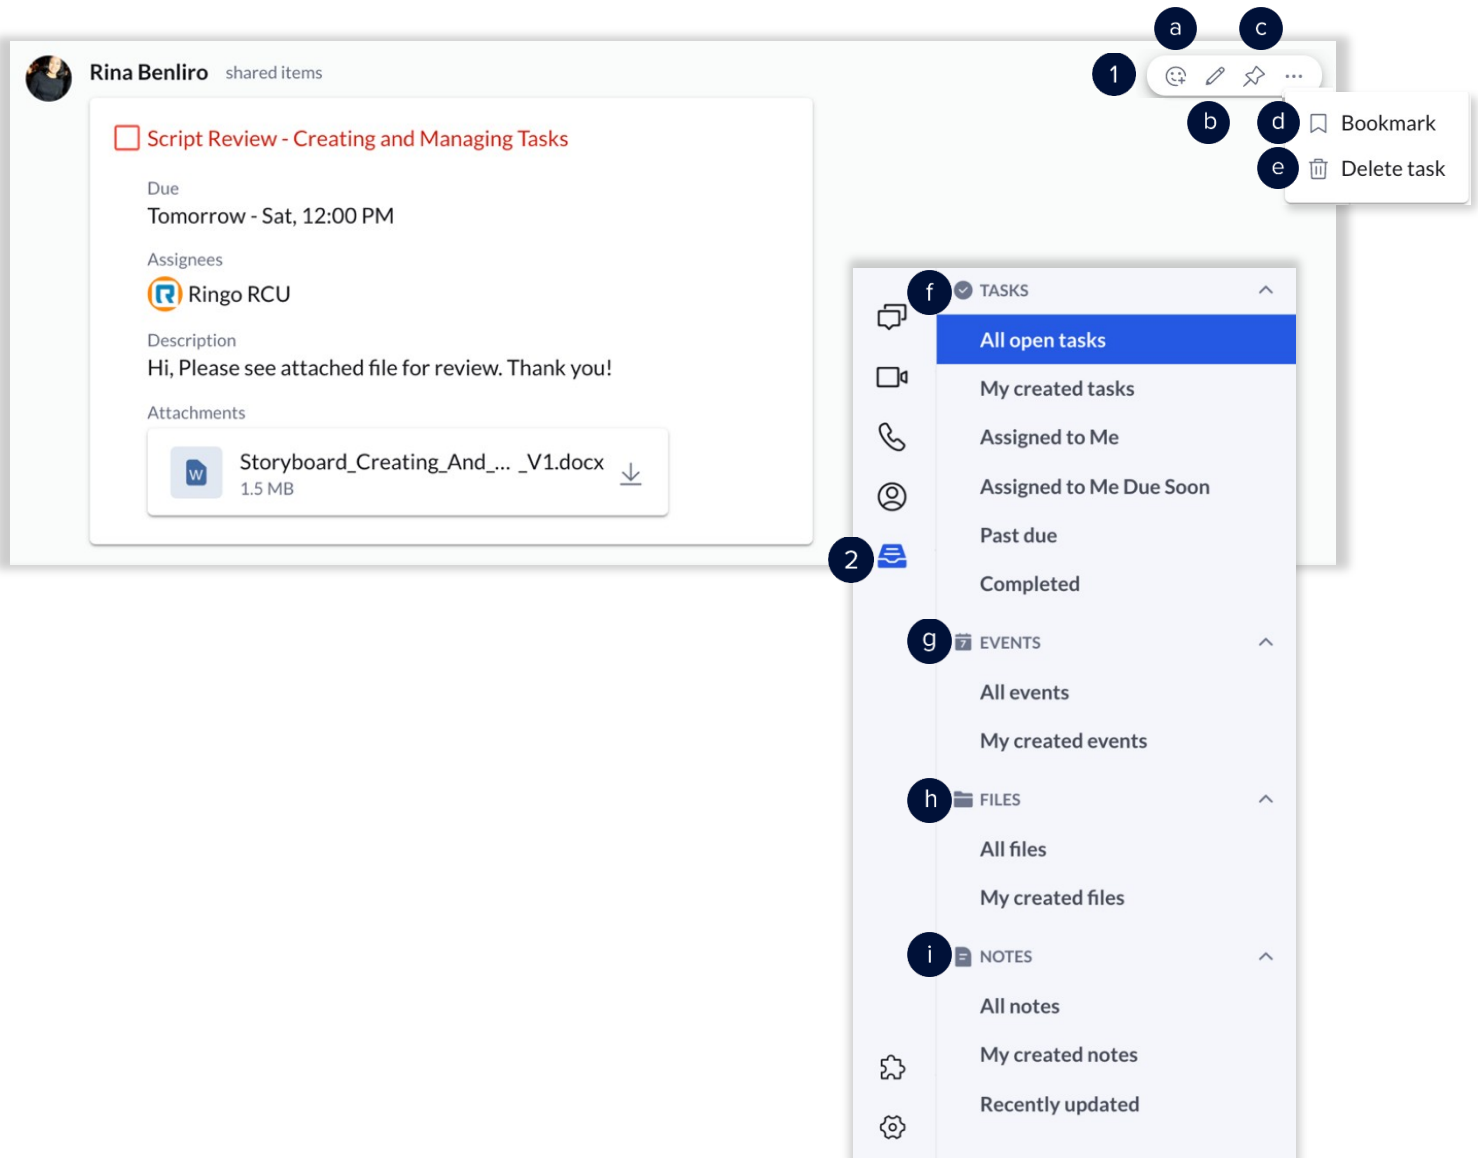 a
c
Rina Benliro shared items
1
b
d Bookmark
e Delete task
Script Review - Creating and Managing Tasks
Due
Tomorrow - Sat, 12:00 PM
Assignees
Ringo RCU
Description
Hi, Please see attached file for review. Thank you!
Attachments
W
Storyboard_Creating_And_... _V1.docx
1.5 MB
2
f TASKS
All open tasks
My created tasks
Assigned to Me
Assigned to Me Due Soon
Past due
Completed
g 7 EVENTS
All events
My created events
h FILES
All files
My created files
i NOTES
All notes
My created notes
Recently updated